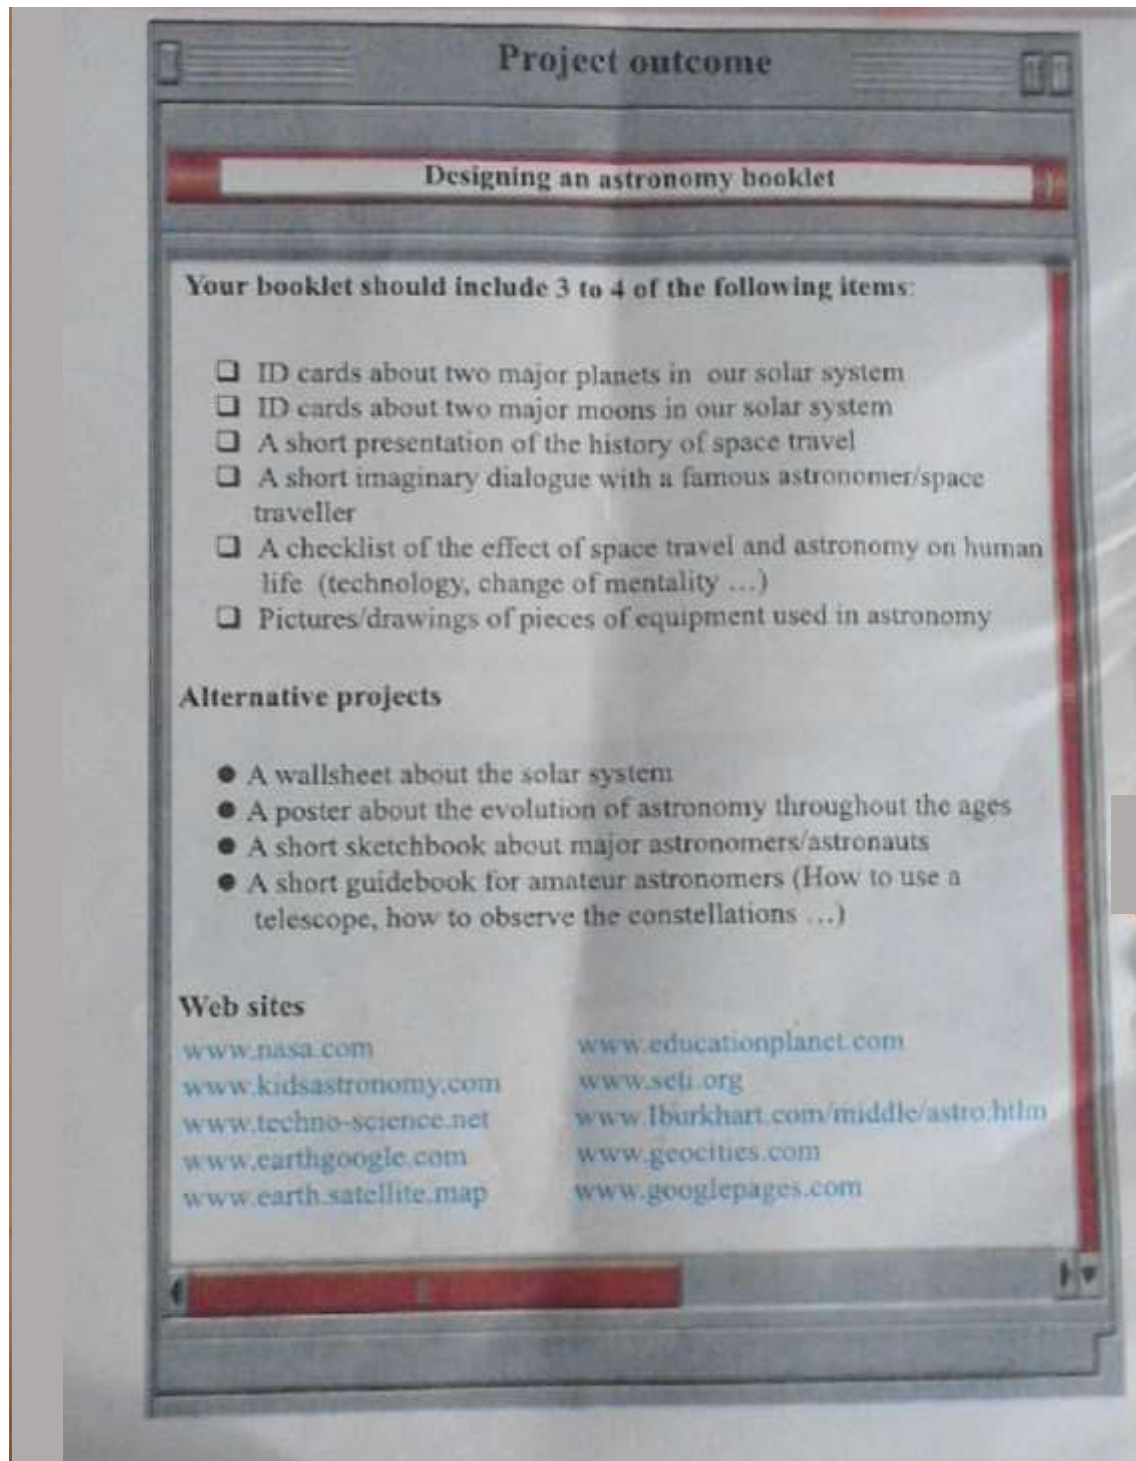 Project outcome
Designing an astronomy booklet
Your booklet should include 3 to 4 of the following items:
❑ ID cards about two major planets in our solar system
❑ ID cards about two major moons in our solar system
❑ A short presentation of the history of space travel
❑ A short imaginary dialogue with a famous astronomer/space
traveller
❑ A checklist of the effect of space travel and astronomy on human
life (technology, change of mentality ...)
❑ Pictures/drawings of pieces of equipment used in astronomy
Alternative projects
● A wallsheet about the solar system
● A poster about the evolution of astronomy throughout the ages
● A short sketchbook about major astronomers/astronauts
● A short guidebook for amateur astronomers (How to use a
telescope, how to observe the constellations ...)
Web sites
www.nasa.com
www.kidsastronomy.com
www.techno-science.net
www.earthgoogle.com
www.earth.satellite.map
www.educationplanet.com
www.seti.org
www.lburkhart.com/middle/astro.htlm
www.geocities.com
www.googlepages.com